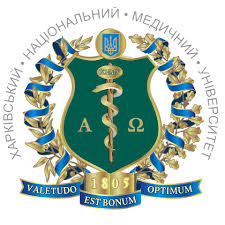 ХАРКІВСЬКИЙ • НАЦІОНАЛЬНИЙ • МЕДИЧНИЙ • УНІВЕРСИТЕТ
Α Ω
1805
VALETUDO EST BONUM OPTIMUM